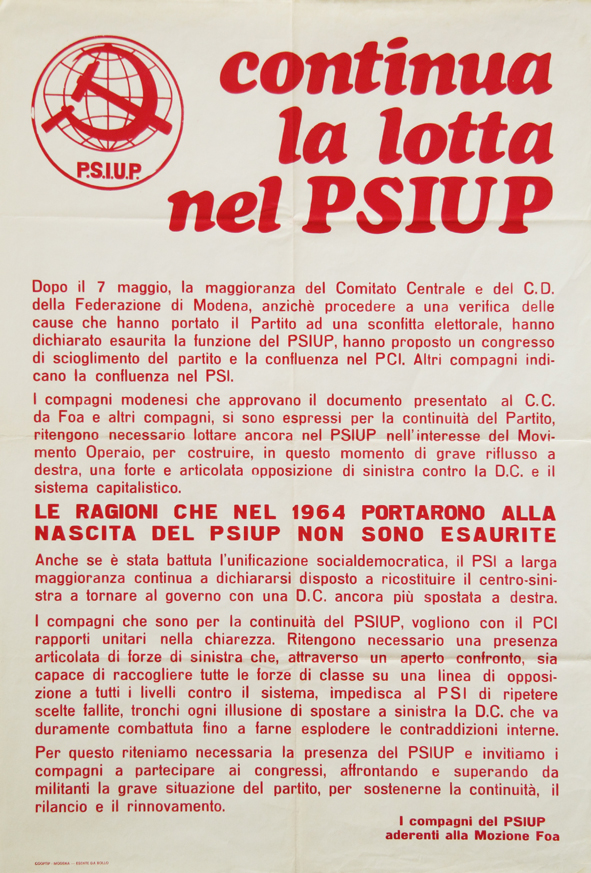 P.S.I.U.P.
continua
la lotta
nel PSIUP
Dopo il 7 maggio, la maggioranza del Comitato Centrale e del C.D.
della Federazione di Modena, anzichè procedere a una verifica delle
cause che hanno portato il Partito ad una sconfitta elettorale, hanno
dichiarato esaurita la funzione del PSIUP, hanno proposto un congresso
di scioglimento del partito e la confluenza nel PCI. Altri compagni indi-
cano la confluenza nel PSI.
I compagni modenesi che approvano il documento presentato al C.C.
da Foa e altri compagni, si sono espressi per la continuità del Partito,
ritengono necessario lottare ancora nel PSIUP nell'interesse del Movi-
mento Operaio, per costruire, in questo momento di grave riflusso a
destra, una forte e articolata opposizione di sinistra contro la D.C. e il
sistema capitalistico.
LE RAGIONI CHE NEL 1964 PORTARONO ALLA
NASCITA DEL PSIUP NON SONO ESAURITE
Anche se è stata battuta l'unificazione socialdemocratica, il PSI a larga
maggioranza continua a dichiararsi disposto a ricostituire il centro-sini-
stra a tornare al governo con una D.C. ancora più spostata a destra.
I compagni che sono per la continuità del PSIUP, vogliono con il PCI
rapporti unitari nella chiarezza. Ritengono necessario una presenza
articolata di forze di sinistra che, attraverso un aperto confronto, sia
capace di raccogliere tutte le forze di classe su una linea di opposi-
zione a tutti i livelli contro il sistema, impedisca al PSI di ripetere
scelte fallite, tronchi ogni illusione di spostare a sinistra la D.C. che va
duramente combattuta fino a farne esplodere le contraddizioni interne.
Per questo riteniamo necessaria la presenza del PSIUP e invitiamo i
compagni a partecipare ai congressi, affrontando e superando da
militanti la grave situazione del partito, per sostenerne la continuità, il
rilancio e il rinnovamento.
I compagni del PSIUP
aderenti alla Mozione Foa